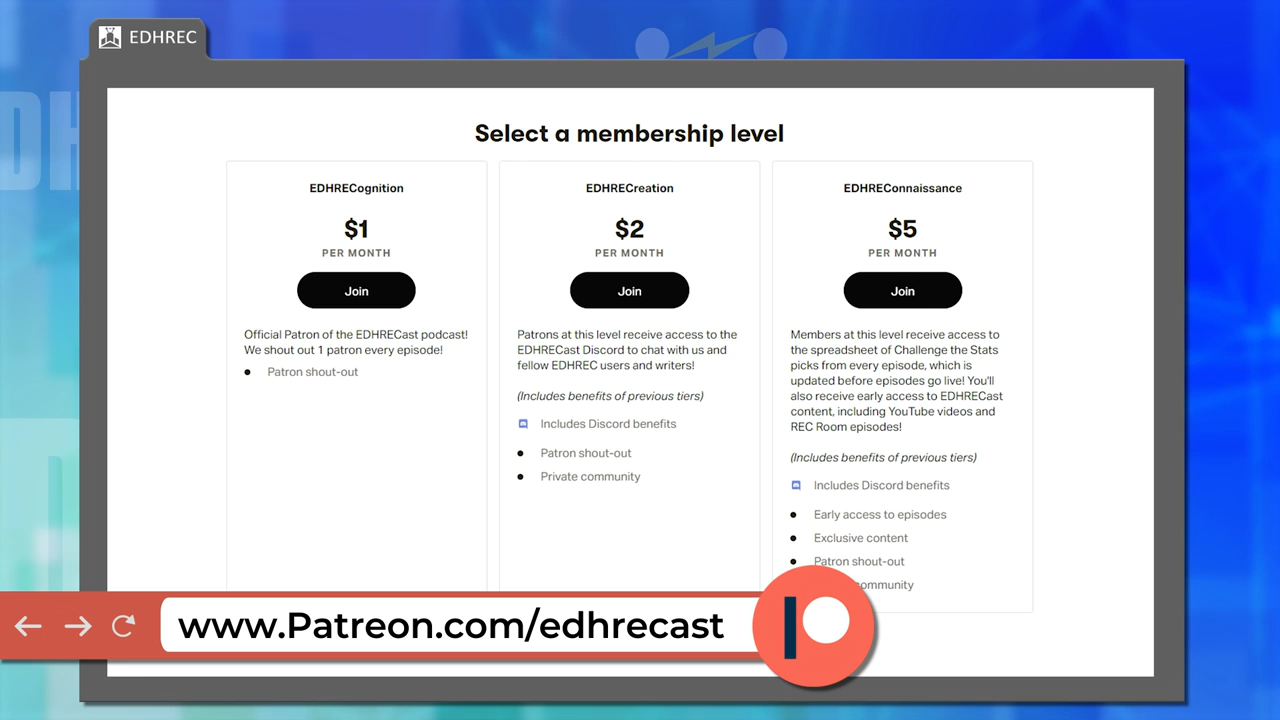 EDHREC
DH
Select a membership level
EDHRECognition
$1
PER MONTH
Join
Official Patron of the EDHRECast podcast!
We shout out 1 patron every episode!
Patron shout-out
EDHRECreation
$2
PER MONTH
Join
Patrons at this level receive access to the
EDHRECast Discord to chat with us and
fellow EDHREC users and writers!
(Includes benefits of previous tiers)
Includes Discord benefits
Patron shout-out
Private community
EDHREConnaissance
$5
PER MONTH
Join
Members at this level receive access to
the spreadsheet of Challenge the Stats
picks from every episode, which is
updated before episodes go live! You'll
also receive early access to EDHRECast
content, including YouTube videos and
REC Room episodes!
(Includes benefits of previous tiers)
Includes Discord benefits
Early access to episodes
Exclusive content
Patron shout-out
community
www.Patreon.com/edhrecast